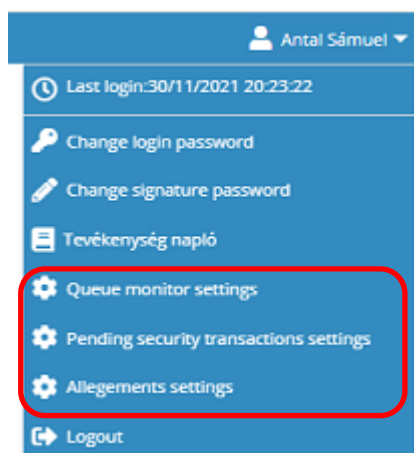 Antal Sámuel
Last login:30/11/2021 20:23:22
Change login password
Change signature password
Tevékenység napló
Queue monitor settings
Pending security transactions settings
Allegements settings
Logout